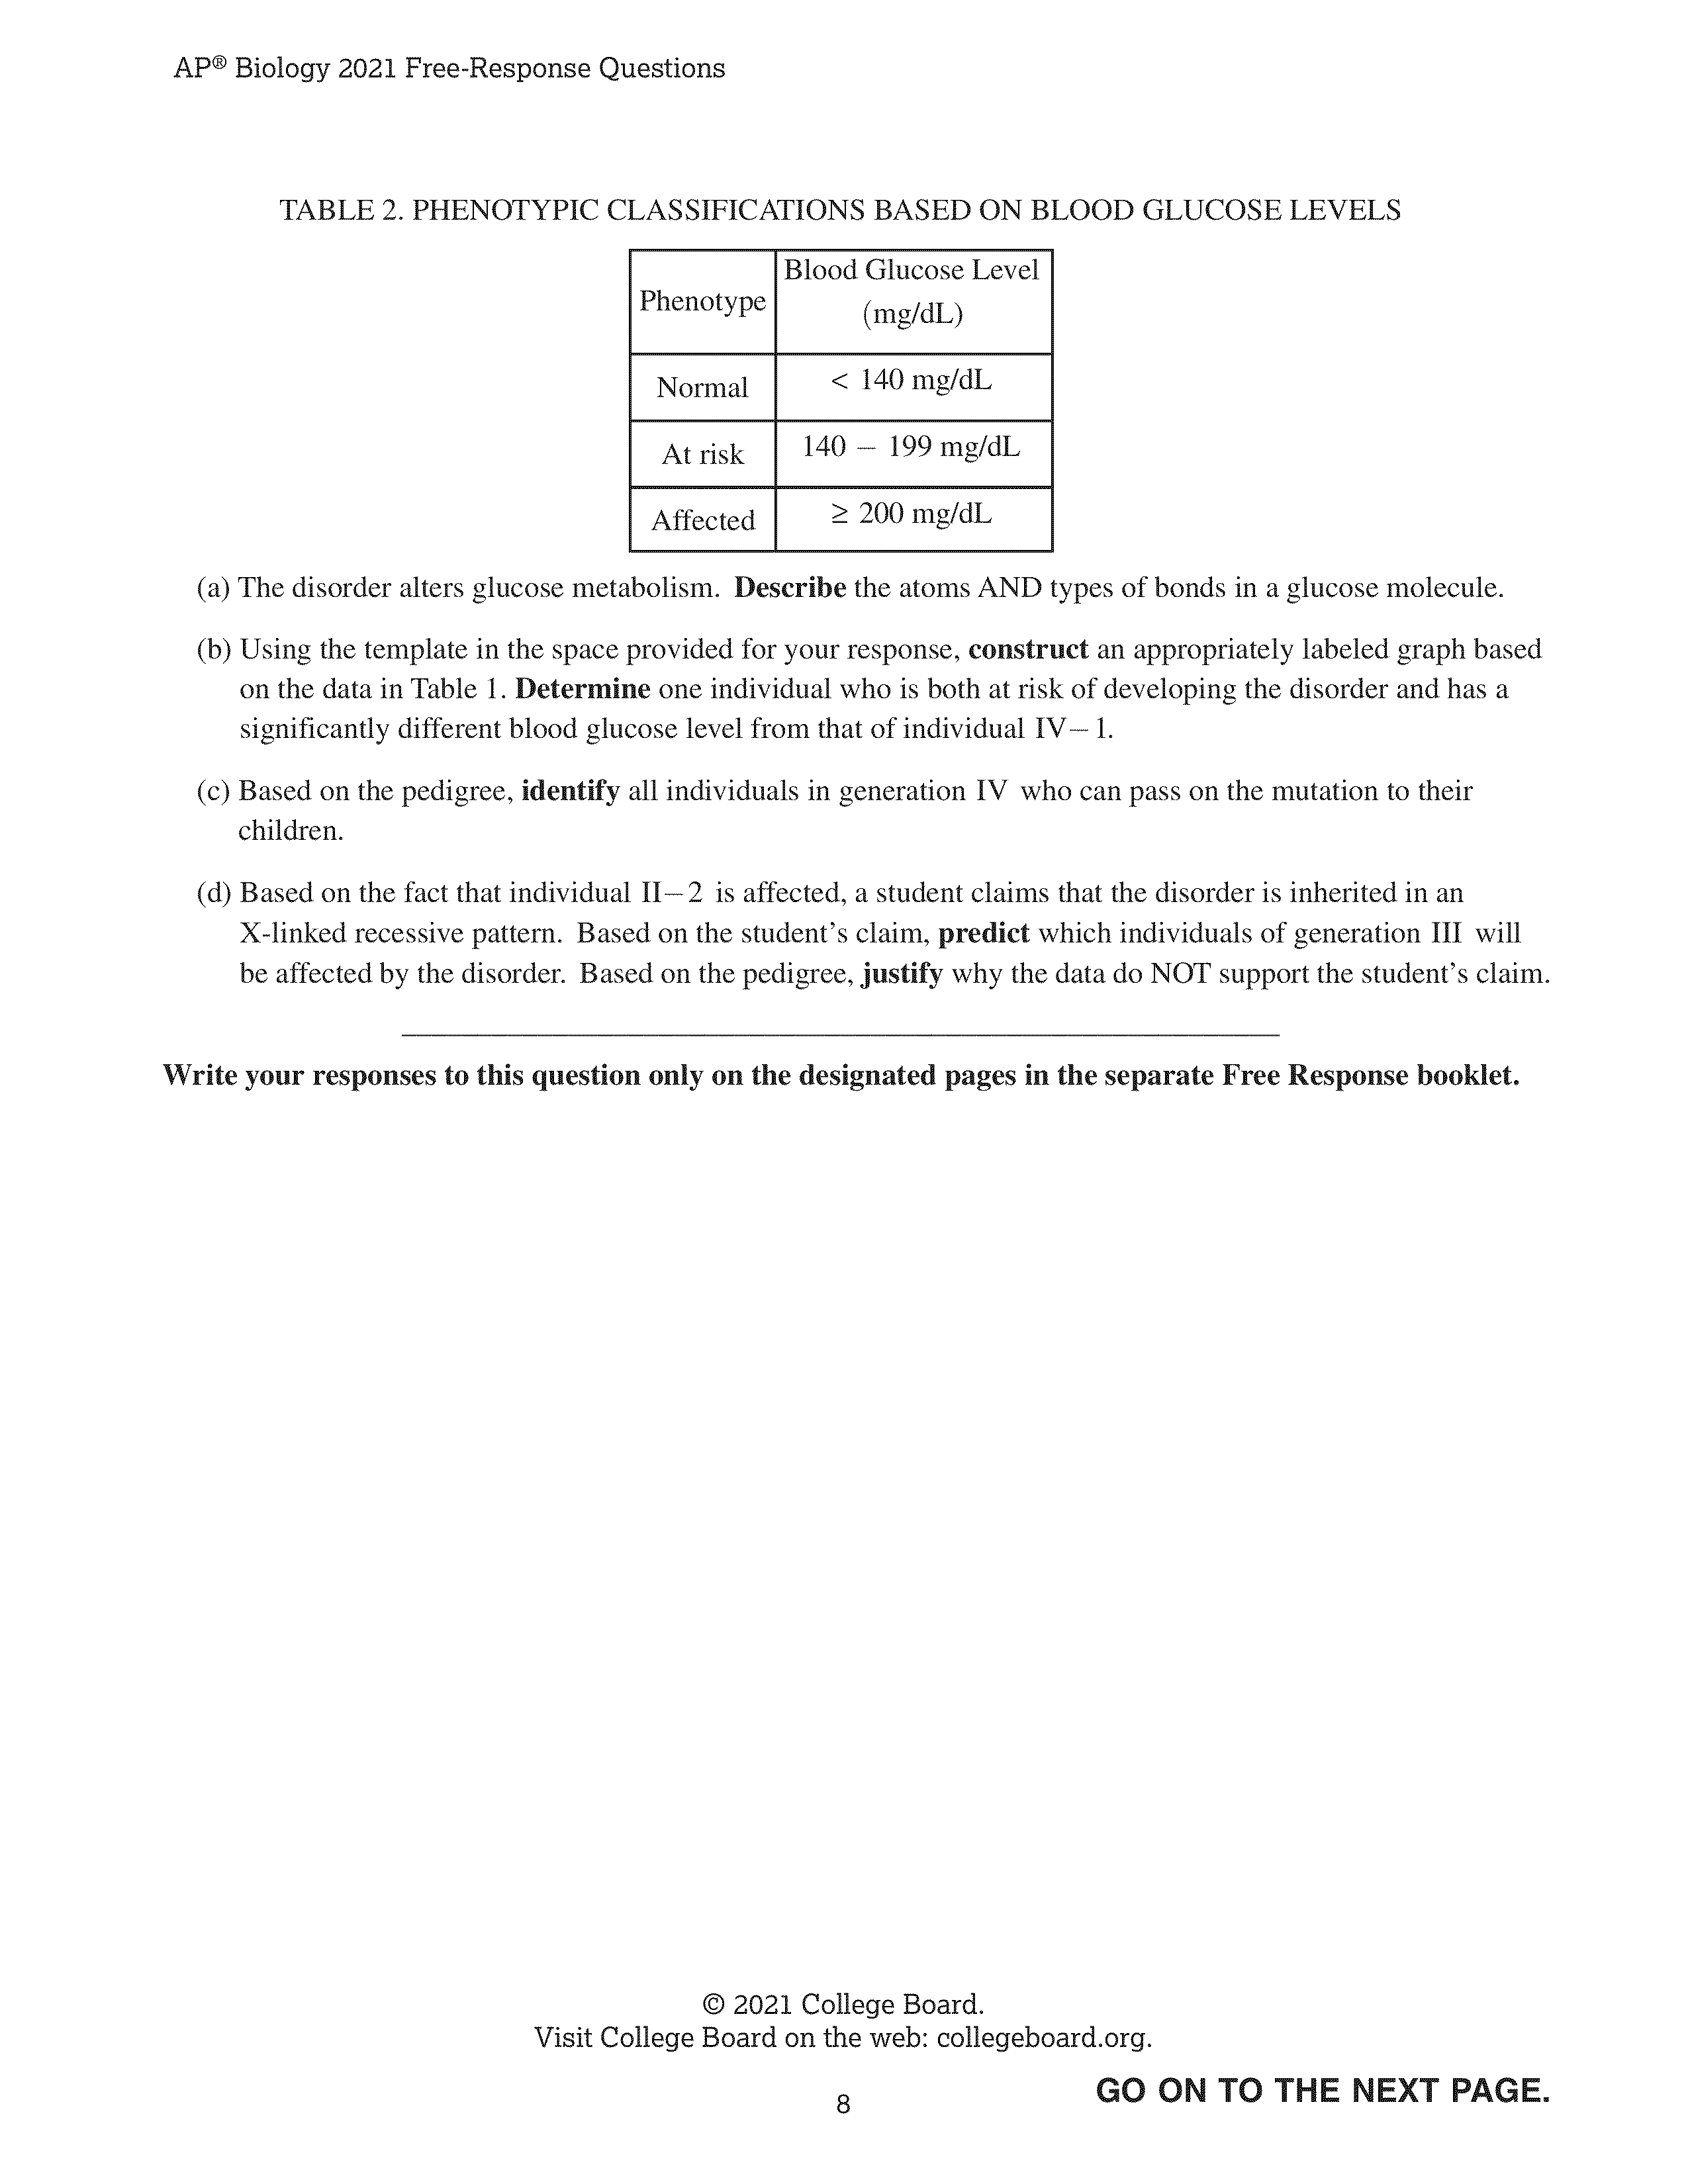 AP® Biology 2021 Free-Response Questions
TABLE 2. PHENOTYPIC CLASSIFICATIONS BASED ON BLOOD GLUCOSE LEVELS
Phenotype
Blood Glucose Level
(mg/dL)
Normal
< 140 mg/dL
At risk
140 – 199 mg/dL
Affected
≥ 200 mg/dL
(a) The disorder alters glucose metabolism. Describe the atoms AND types of bonds in a glucose molecule.
(b) Using the template in the space provided for your response, construct an appropriately labeled graph based
on the data in Table 1. Determine one individual who is both at risk of developing the disorder and has a
significantly different blood glucose level from that of individual IV–1.
(c) Based on the pedigree, identify all individuals in generation IV who can pass on the mutation to their
children.
(d) Based on the fact that individual II–2 is affected, a student claims that the disorder is inherited in an
X-linked recessive pattern. Based on the student's claim, predict which individuals of generation III will
be affected by the disorder. Based on the pedigree, justify why the data do NOT support the student's claim.
Write your responses to this question only on the designated pages in the separate Free Response booklet.
© 2021 College Board.
Visit College Board on the web: collegeboard.org.
GO ON TO THE NEXT PAGE.
8